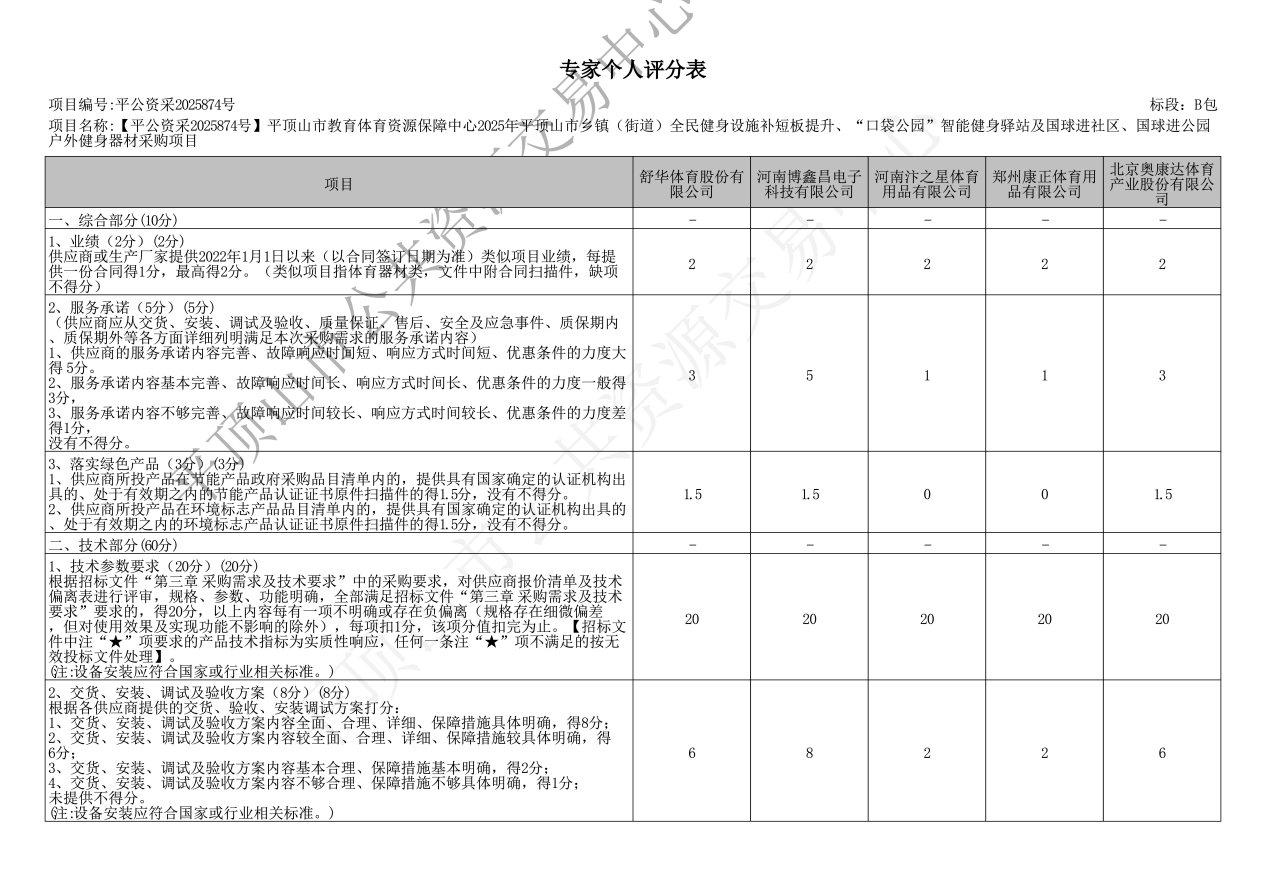 专家个人评分表
项目编号:平公资采2025874号
标段: B包
项目名称:【平公资采2025874号】平顶山市教育体育资源保障中心2025年平顶山市乡镇（街道）全民健身设施补短板提升、“口袋公园”智能健身驿站及国球进社区、国球进公园
户外健身器材采购项目
项目
舒华体育股份有
限公司
河南博鑫昌电子
科技有限公司
河南汴之星体育
用品有限公司
郑州康正体育用
品有限公司
北京奥康达体育
产业股份有限公
司
一、综合部分(10分)
-
-
-
-
-
1、业绩（2分）(2分)
供应商或生产厂家提供2022年1月1日以来（以合同签订日期为准）类似项目业绩，每提
供一份合同得1分，最高得2分。（类似项目指体育器材类，文件中附合同扫描件，缺项
不得分）
2
2
2
2
2
2、服务承诺（5分）(5分)
（供应商应从交货、安装、调试及验收、质量保证、售后、安全及应急事件、质保期内
、质保期外等各方面详细列明满足本次采购需求的服务承诺内容）
1、供应商的服务承诺内容完善、故障响应时间短、响应方式时间短、优惠条件的力度大
得 5分。
2、服务承诺内容基本完善、故障响应时间长、响应方式时间长、优惠条件的力度一般得
3分，
3、服务承诺内容不够完善、故障响应时间较长、响应方式时间较长、优惠条件的力度差
得1分，
没有不得分。
3
5
1
1
3
3、落实绿色产品（3分）(3分)
1、供应商所投产品在节能产品政府采购品目清单内的，提供具有国家确定的认证机构出
具的、处于有效期之内的节能产品认证证书原件扫描件的得1.5分，没有不得分。
2、供应商所投产品在环境标志产品品目清单内的，提供具有国家确定的认证机构出具的
、处于有效期之内的环境标志产品认证证书原件扫描件的得1.5分，没有不得分。
1.5
1.5
0
0
1.5
二、技术部分(60分)
-
-
-
-
-
1、技术参数要求（20分）(20分)
根据招标文件“第三章 采购需求及技术要求”中的采购要求，对供应商报价清单及技术
偏离表进行评审，规格、参数、功能明确，全部满足招标文件“第三章 采购需求及技术
要求”要求的，得20分，以上内容每有一项不明确或存在负偏离（规格存在细微偏差
，但对使用效果及实现功能不影响的除外），每项扣1分，该项分值扣完为止。【招标文
件中注“★”项要求的产品技术指标为实质性响应，任何一条注“★”项不满足的按无
效投标文件处理】。
(注:设备安装应符合国家或行业相关标准。)
20
20
20
20
20
2、交货、安装、调试及验收方案（8分）(8分)
根据各供应商提供的交货、验收、安装调试方案打分:
1、交货、安装、调试及验收方案内容全面、合理、详细、保障措施具体明确，得8分;
2、交货、安装、调试及验收方案内容较全面、合理、详细、保障措施较具体明确，得
6分;
3、交货、安装、调试及验收方案内容基本合理、保障措施基本明确，得2分;
4、交货、安装、调试及验收方案内容不够合理、保障措施不够具体明确，得1分;
未提供不得分。
(注:设备安装应符合国家或行业相关标准。)
6
8
2
2
6
平顶山市公共资源交易中心
平顶山市公共资源交易中心